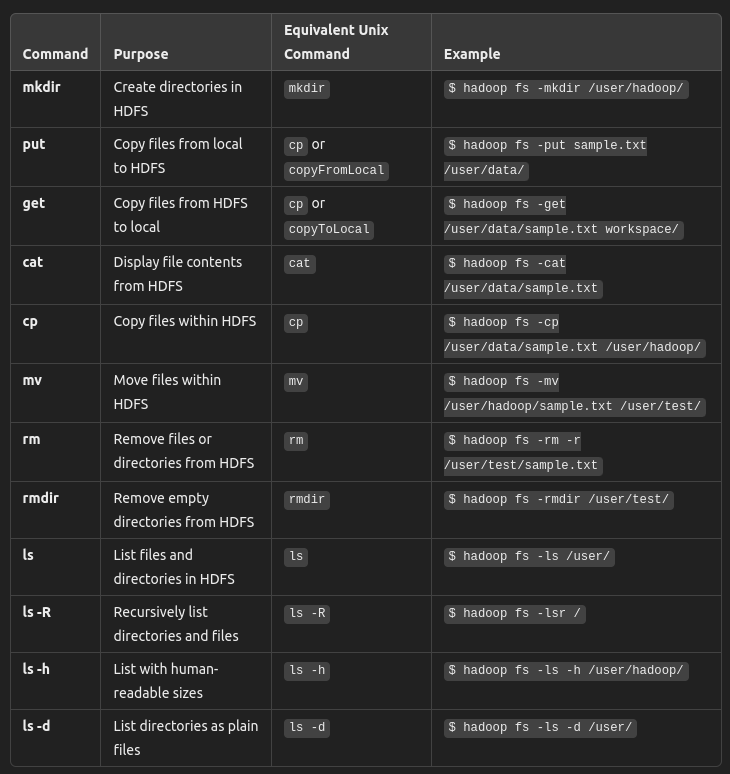 Equivalent Unix
Command Purpose Command Example
mkdir Create directories in mkdir $ hadoop fs -mkdir /user/hadoop/
HDFS
put Copy files from local cp or $ hadoop fs -put sample.txt
to HDFS copyFromLocal /user/data/
get Copy files from HDFS cp or $ hadoop fs -get
to local copyToLocal /user/data/sample.txt workspace/
cat Display file contents cat $ hadoop fs -cat
from HDFS /user/data/sample.txt
cp Copy files within HDFS cp $ hadoop fs -cp
/user/data/sample.txt /user/hadoop/
mv Move files within mv $ hadoop fs -mv
HDFS /user/hadoop/sample.txt /user/test/
rm Remove files or rm $ hadoop fs -rm -r
directories from HDFS /user/test/sample.txt
rmdir Remove empty rmdir $ hadoop fs -rmdir /user/test/
directories from HDFS
ls List files and ls $ hadoop fs -ls /user/
directories in HDFS
ls -R Recursively list ls -R $ hadoop fs -lsr /
directories and files
ls -h List with human- ls -h $ hadoop fs -ls -h /user/hadoop/
readable sizes
ls -d List directories as plain ls -d $ hadoop fs -ls -d /user/
files